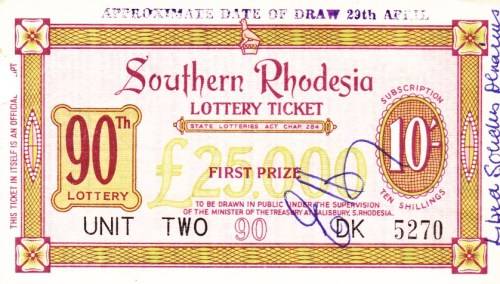 APPROXIMATE DATE OF DRAW 29th APRIL
Southern Rhodesia
LOTTERY TICKET
STATE LOTTERIES ACT CHAP. 284
90TH
LOTTERY
£25,000
FIRST PRIZE
SUBSCRIPTION
10/-
TEN SHILLINGS
TO BE DRAWN IN PUBLIC UNDER THE SUPERVISION
OF THE MINISTER OF THE TREASURY AT SALISBURY, S. RHODESIA.
UNIT TWO 90 DK 5270
THIS TICKET IN ITSELF IS AN OFFICIAL